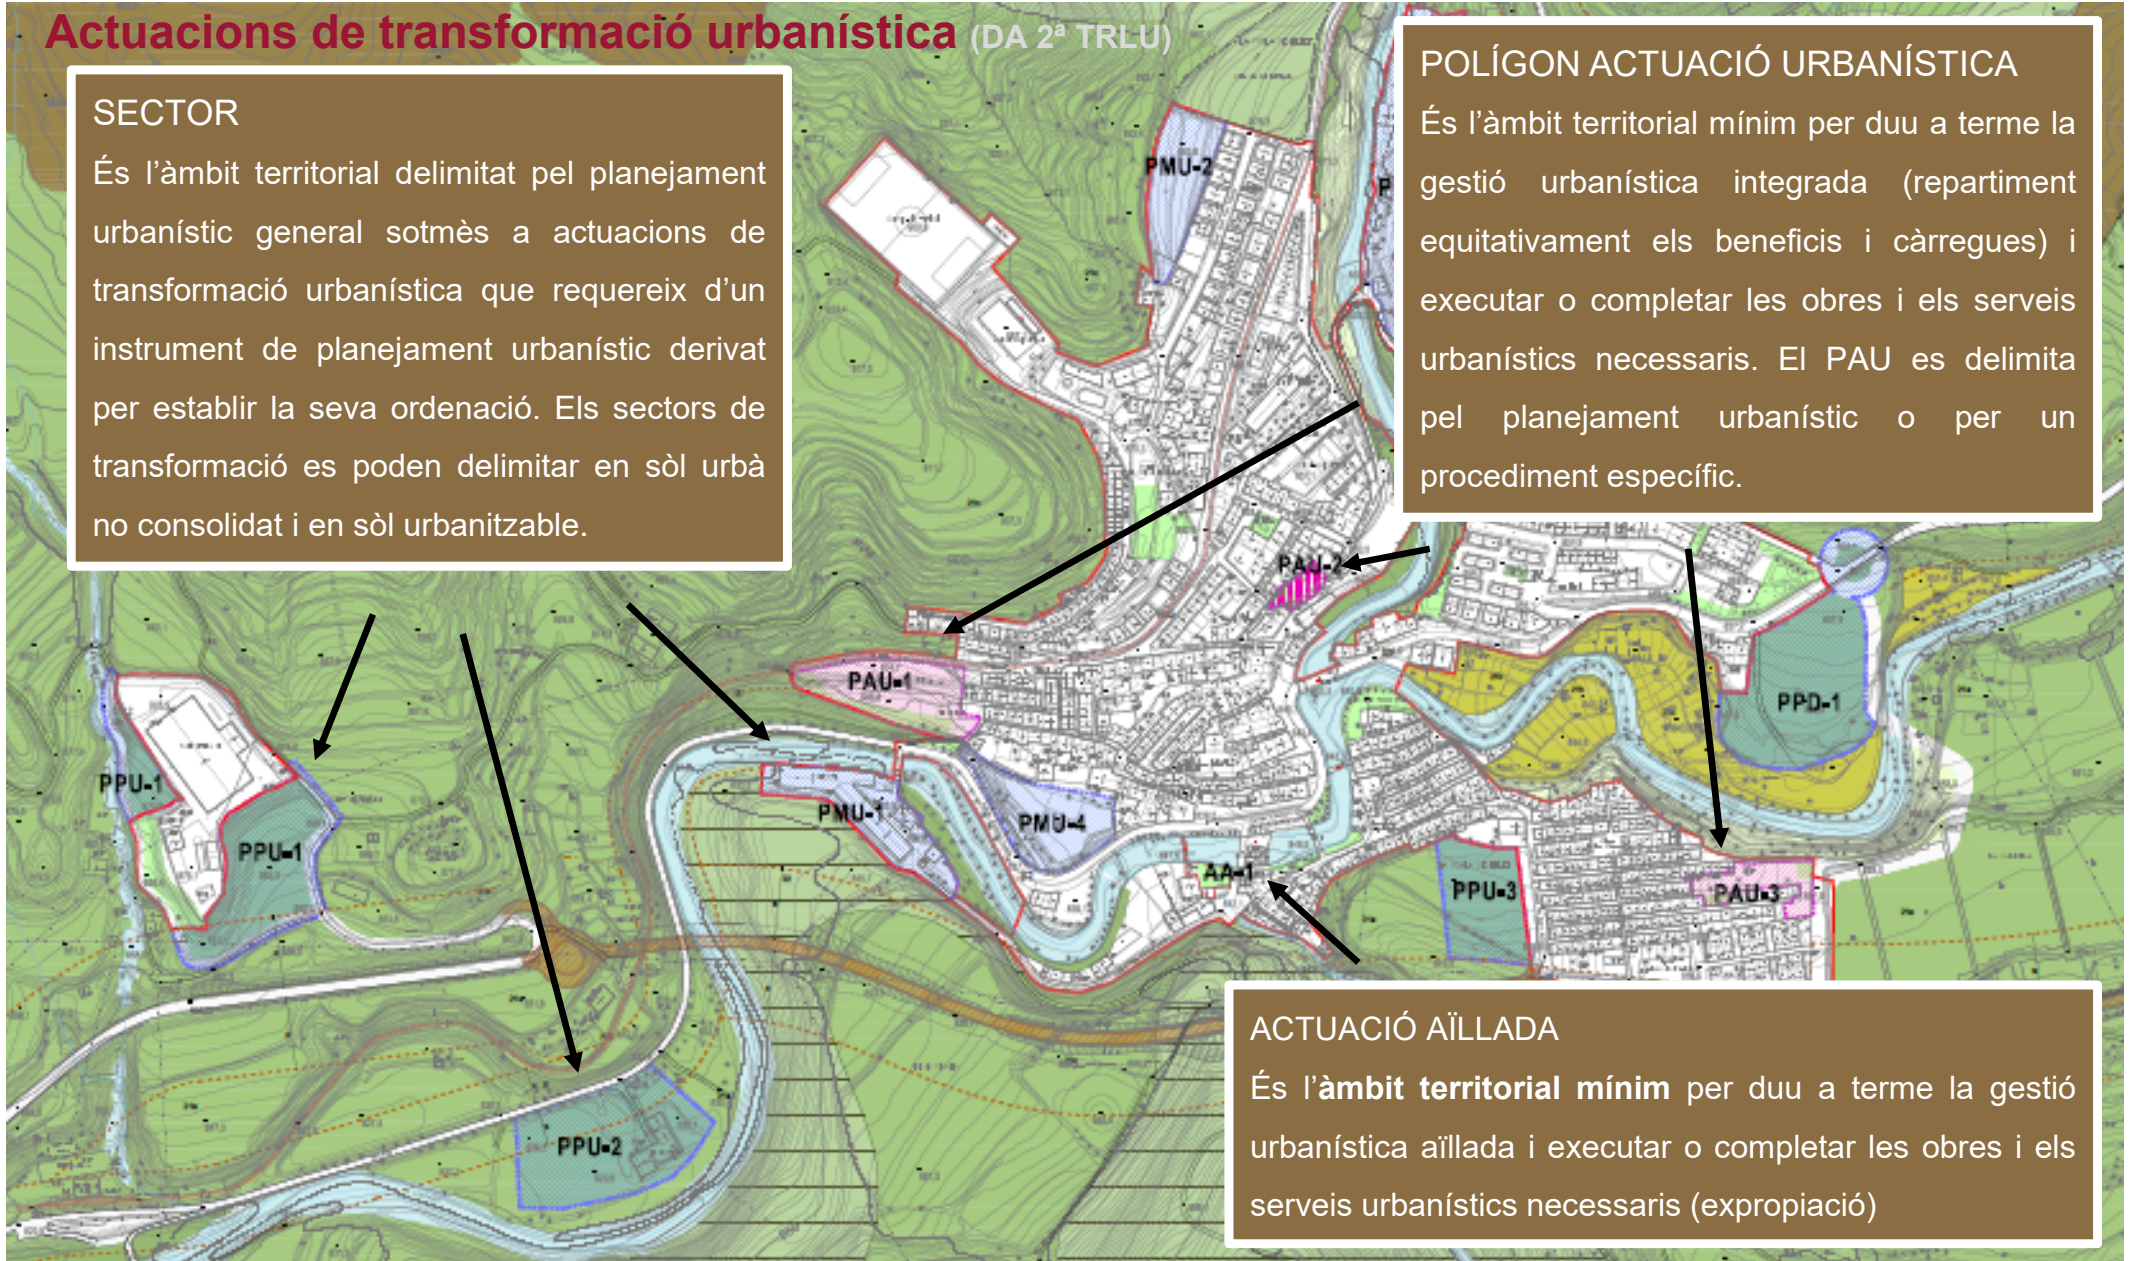 Actuacions de transformació urbanística (DA 2ª TRLU)
SECTOR
És l’àmbit territorial delimitat pel planejament
urbanístic general sotmès a actuacions de
transformació urbanística que requereix d’un
instrument de planejament urbanístic derivat
per establir la seva ordenació. Els sectors de
transformació es poden delimitar en sòl urbà
no consolidat i en sòl urbanitzable.
POLÍGON ACTUACIÓ URBANÍSTICA
És l’àmbit territorial mínim per duu a terme la
gestió urbanística integrada (repartiment
equitativament els beneficis i càrregues) i
executar o completar les obres i els serveis
urbanístics necessaris. El PAU es delimita
pel planejament urbanístic o per un
procediment específic.
PMU-2
PAU-2
PAU-1
PPD-1
PPU-1
PMU-1
PMU-4
PPU-1
AA-1
PPU-3
PAU-3
PPU-2
ACTUACIÓ AÏLLADA
És l’àmbit territorial mínim per duu a terme la gestió
urbanística aïllada i executar o completar les obres i els
serveis urbanístics necessaris (expropiació)